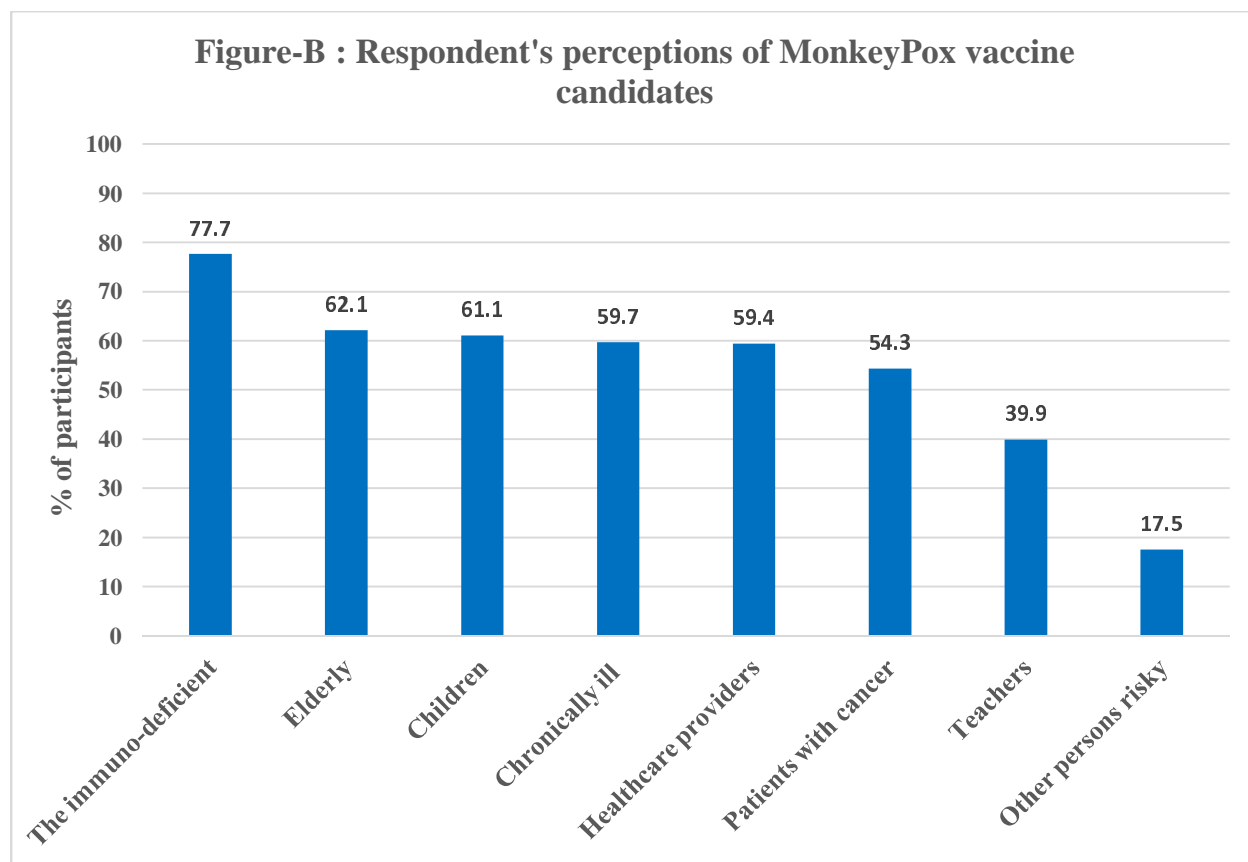 Figure-B : Respondent's perceptions of MonkeyPox vaccine
candidates
% of participants
100
90
80
70
60
50
40
30
20
10
0
77.7
62.1
61.1
59.7
59.4
54.3
39.9
17.5
The immuno-deficient
Elderly
Children
Chronically ill
Healthcare providers
Patients with cancer
Teachers
Other persons risky